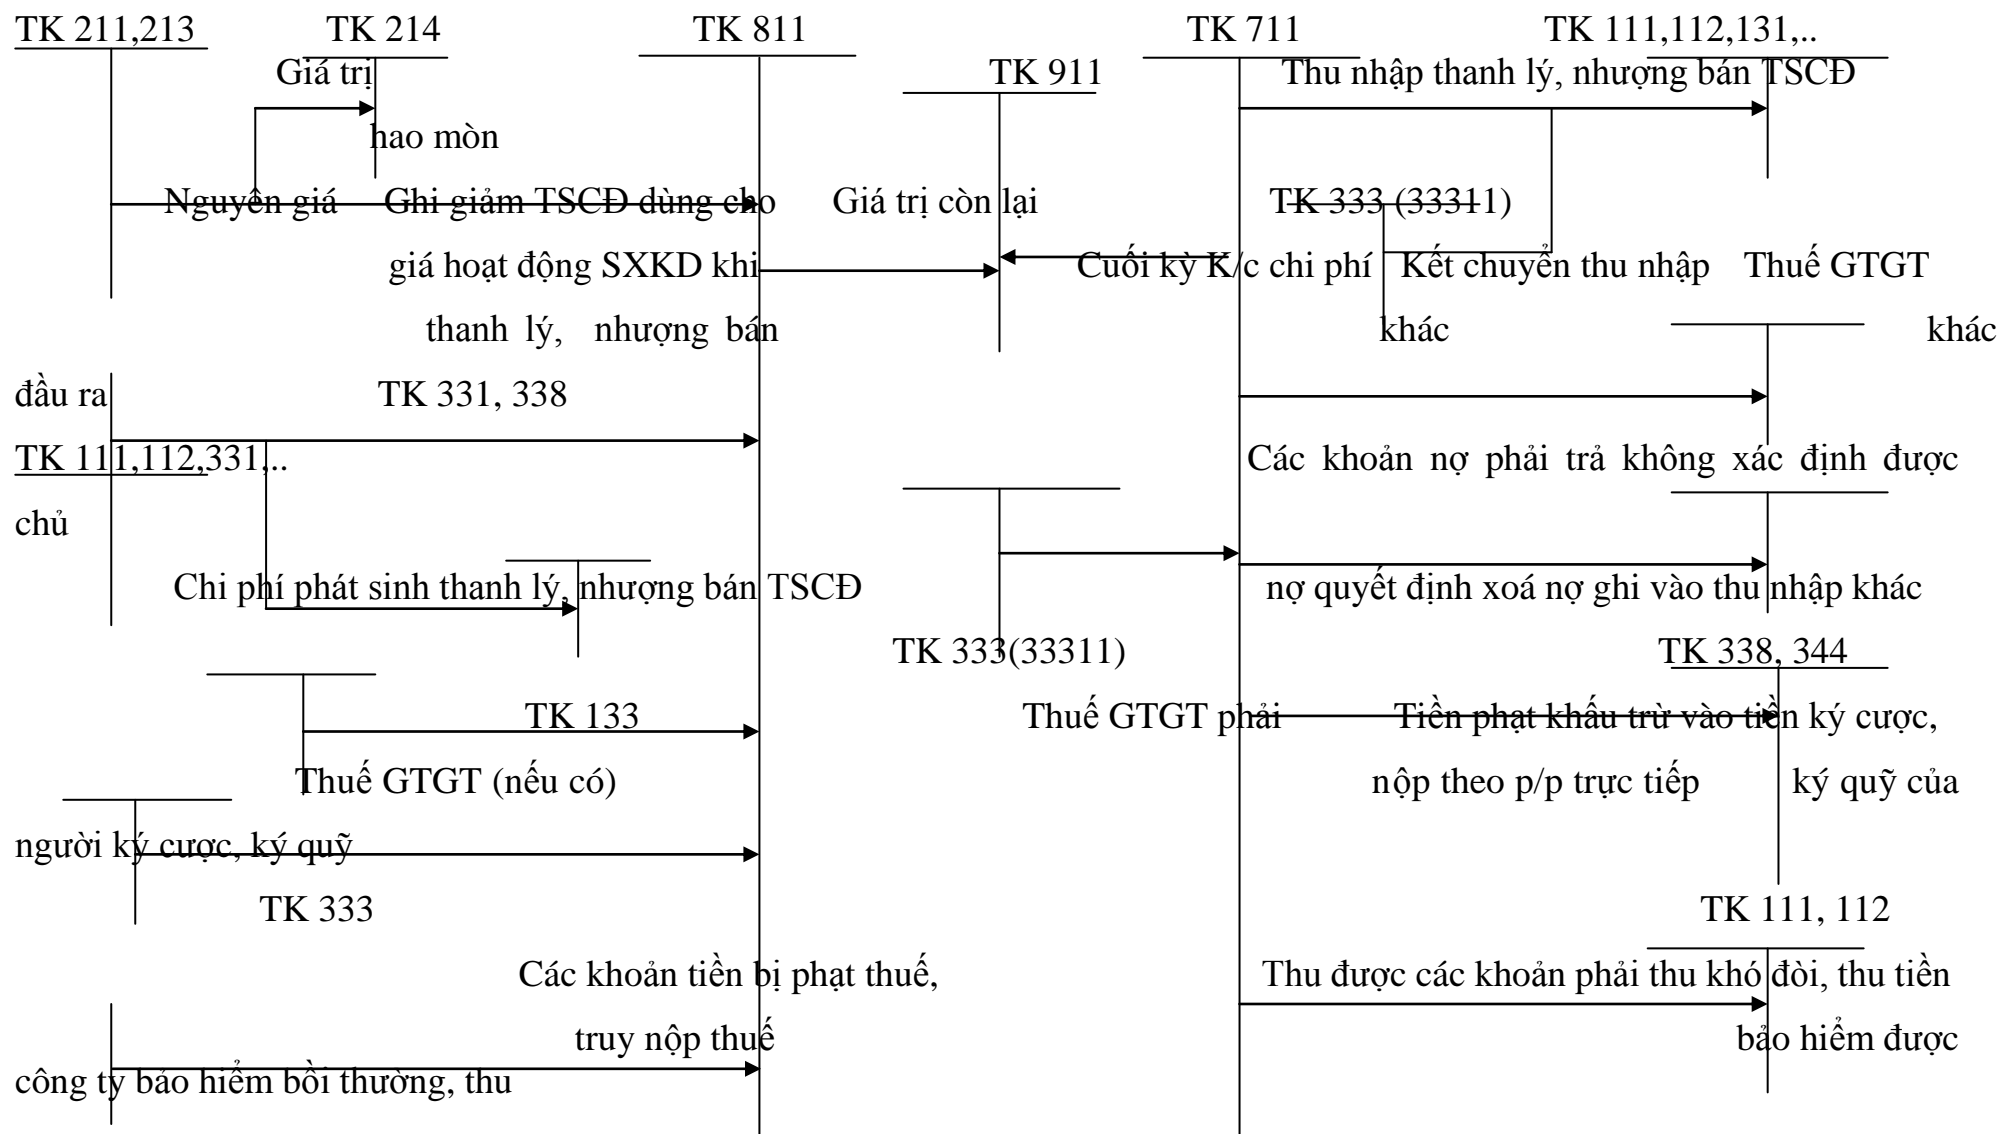 TK 211,213 TK 214 TK 811 TK 711 TK 111,112,131,..
Giá trị TK 911 Thu nhập thanh lý, nhượng bán TSCĐ
hao mòn
Nguyên giá Ghi giảm TSCĐ dùng cho Giá trị còn lại TK 333 (33311)
giá hoạt động SXKD khi Cuối kỳ K/c chi phí Kết chuyển thu nhập Thuế GTGT
thanh lý, nhượng bán khác khác
đầu ra TK 331, 338
TK 111,112,331,.. Các khoản nợ phải trả không xác định được
chủ
Chi phí phát sinh thanh lý, nhượng bán TSCĐ nợ quyết định xoá nợ ghi vào thu nhập khác
TK 333(33311) TK 338, 344
TK 133 Thuế GTGT phải Tiền phạt khấu trừ vào tiền ký cược,
Thuế GTGT (nếu có) nộp theo p/p trực tiếp ký quỹ của
người ký cược, ký quỹ
TK 333 TK 111, 112
Các khoản tiền bị phạt thuế, Thu được các khoản phải thu khó đòi, thu tiền
truy nộp thuế bảo hiểm được
công ty bảo hiểm bồi thường, thu